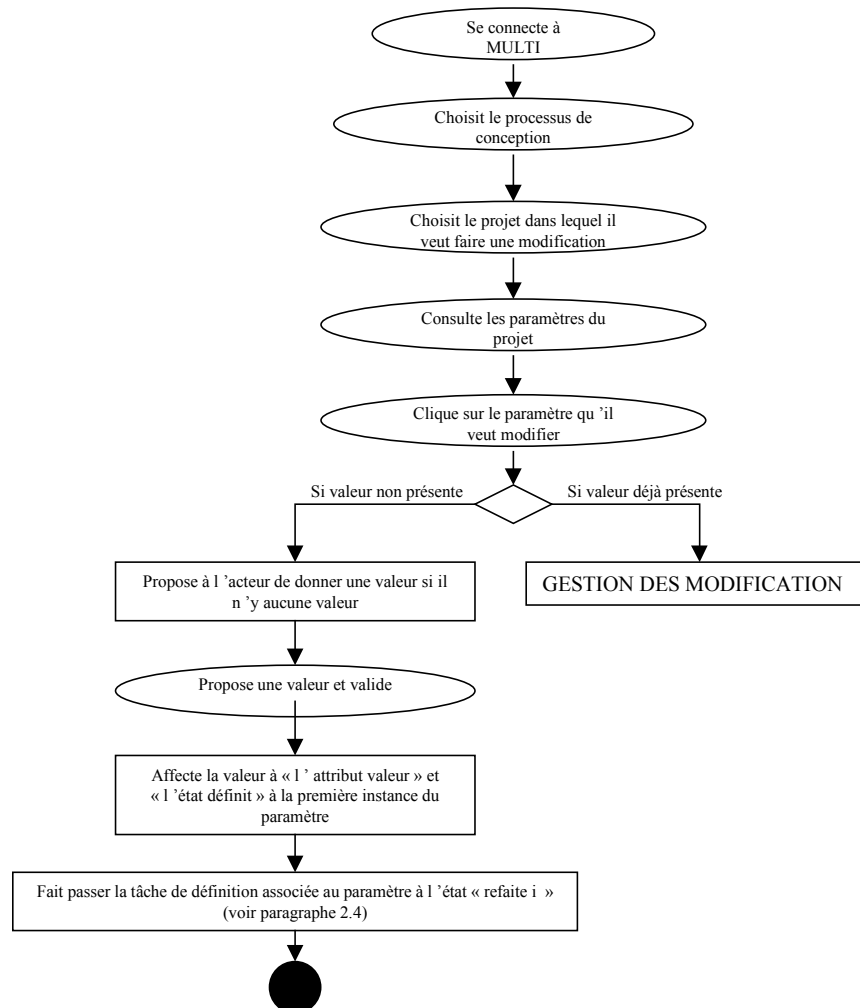 Se connecte à
MULTI
Choisit le processus de
conception
Choisit le projet dans lequel il
veut faire une modification
Consulte les paramètres du
projet
Clique sur le paramètre qu ’il
veut modifier
Si valeur non présente
Si valeur déjà présente
Propose à l ’acteur de donner une valeur si il
n ’y aucune valeur
GESTION DES MODIFICATION
Propose une valeur et valide
Affecte la valeur à « l ’ attribut valeur » et
« l ’état définit » à la première instance du
paramètre
Fait passer la tâche de définition associée au paramètre à l ’état « refaite i »
(voir paragraphe 2.4)